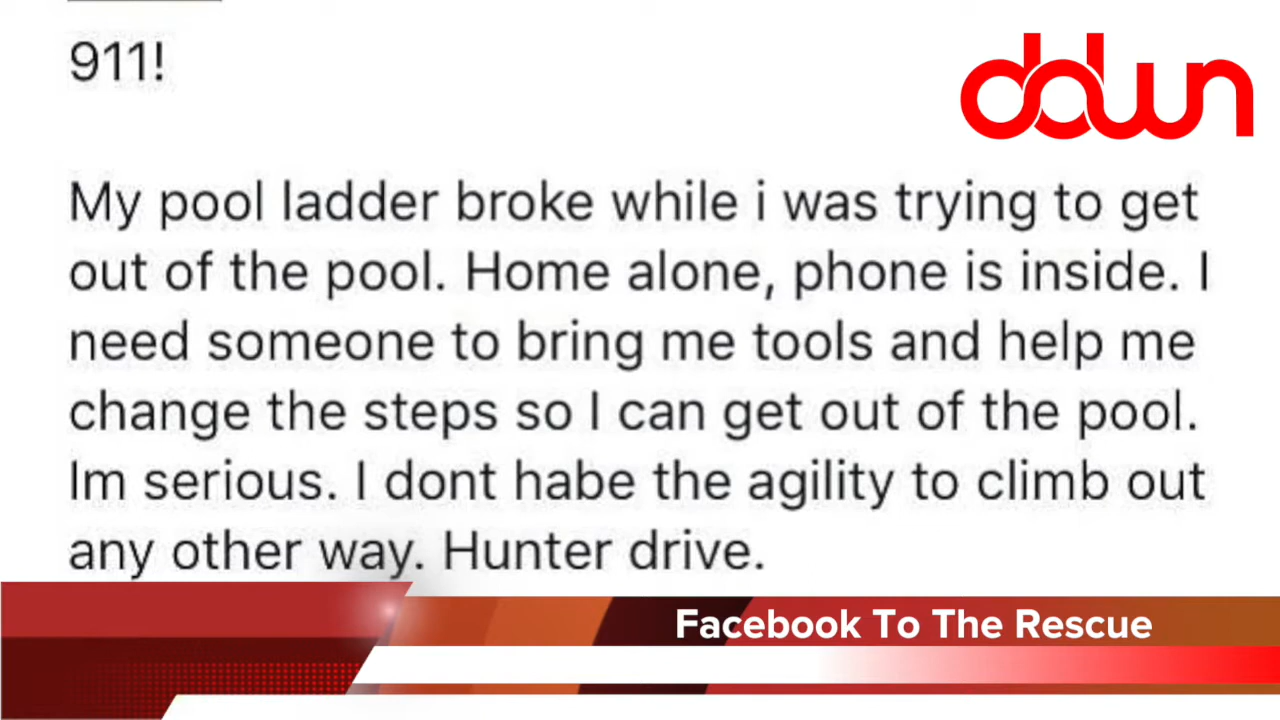 911!
down
My pool ladder broke while i was trying to get
out of the pool. Home alone, phone is inside. I
need someone to bring me tools and help me
change the steps so I can get out of the pool.
Im serious. I dont habe the agility to climb out
any other way. Hunter drive.
Facebook To The Rescue